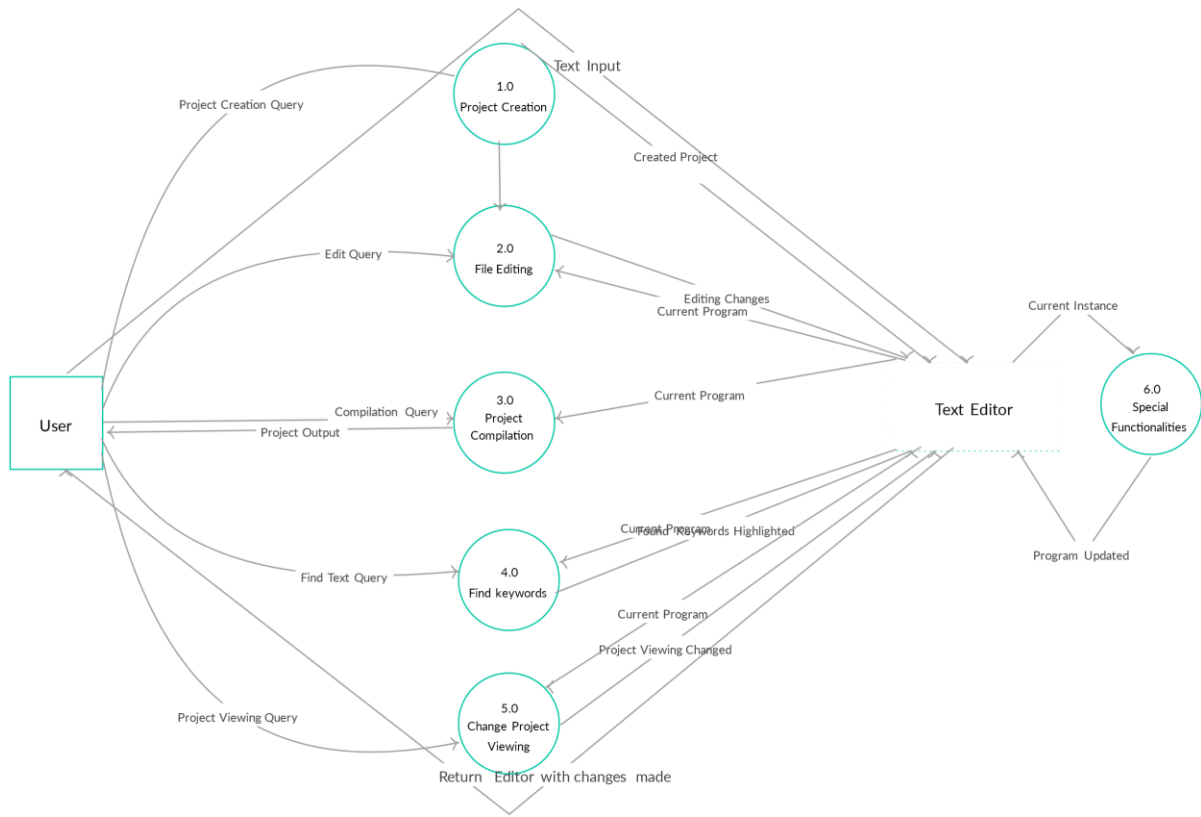 Text Input
1.0
Project Creation
Project Creation Query
Created Project
2.0
File Editing
Edit Query
Editing Changes
Current Program
Current Instance
3.0
Project
Compilation
Compilation Query
Project Output
Current Program
User
Text Editor
6.0
Special
Functionalities
Current Program
Found Keywords Highlighted
Program Updated
4.0
Find keywords
Find Text Query
Current Program
Project Viewing Changed
5.0
Change Project
Viewing
Project Viewing Query
Return Editor with changes made